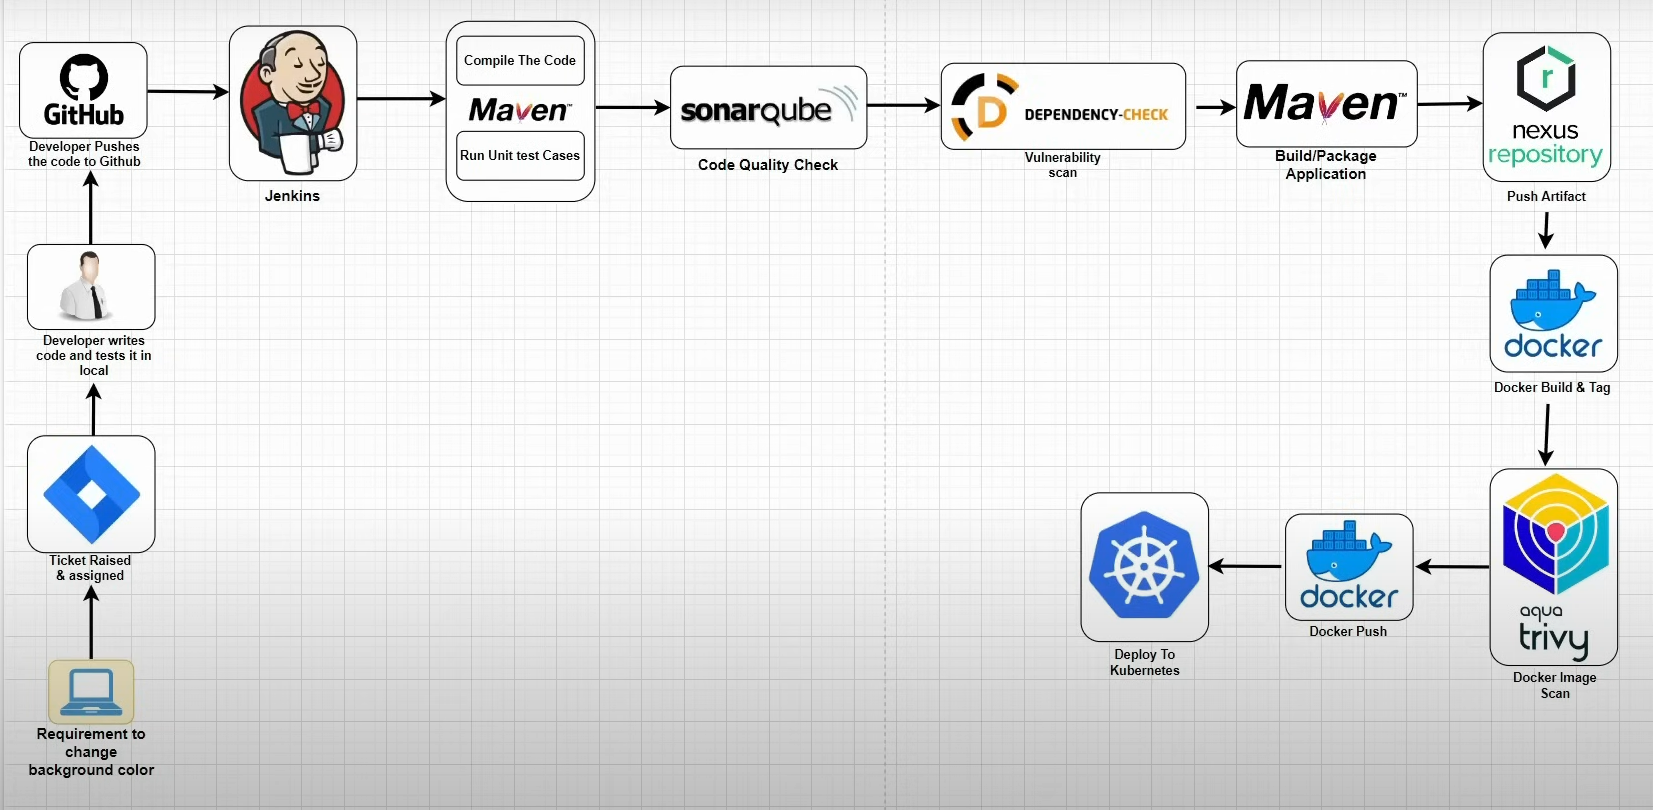 GitHub
Developer Pushes
the code to Github
Jenkins
Compile The Code
Maven™
Run Unit test Cases
sonarqube
Code Quality Check
DEPENDENCY-CHECK
Vulnerability
scan
Maven™
Build/Package
Application
nexus
repository
Push Artifact
docker
Docker Build & Tag
aqua
trivy
Docker Image
Scan
docker
Docker Push
Deploy To
Kubernetes
Developer writes
code and tests it in
local
Ticket Raised
& assigned
Requirement to
change
background color